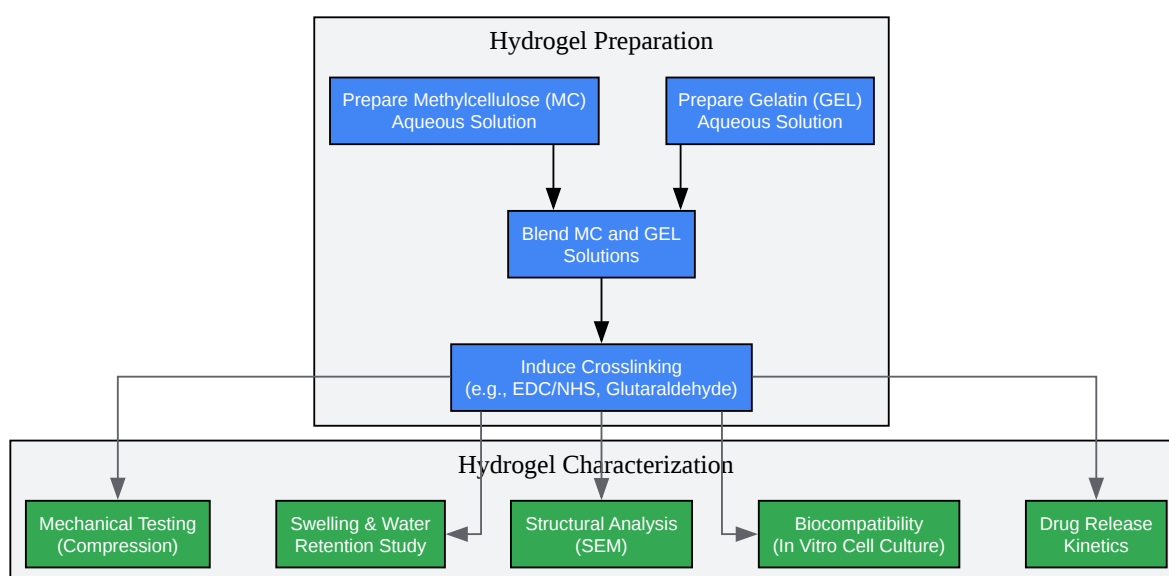 Hydrogel Preparation
Prepare Methylcellulose (MC)
Aqueous Solution
Prepare Gelatin (GEL)
Aqueous Solution
Blend MC and GEL
Solutions
Induce Crosslinking
(e.g., EDC/NHS, Glutaraldehyde)
Hydrogel Characterization
Mechanical Testing
(Compression)
Swelling & Water
Retention Study
Structural Analysis
(SEM)
Biocompatibility
(In Vitro Cell Culture)
Drug Release
Kinetics